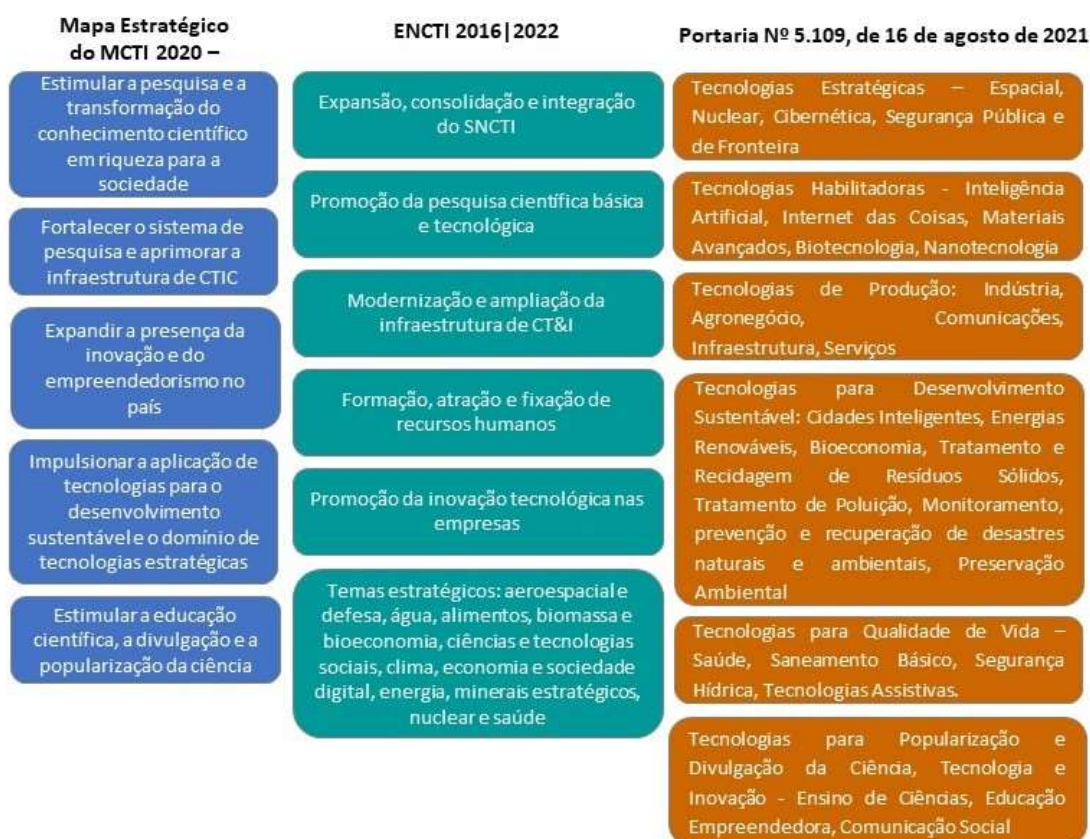 Mapa Estratégico
do MCTI 2020 –
Estimular a pesquisa e a
transformação do
conhecimento científico
em riqueza para a
sociedade
Fortalecer o sistema de
pesquisa e aprimorar a
infraestrutura de CTIC
Expandir a presença da
inovação e do
empreendedorismo no
país
Impulsionar a aplicação de
tecnologias para o
desenvolvimento
sustentável e o domínio de
tecnologias estratégicas
Estimular a educação
científica, a divulgação e a
popularização da ciência
ENCTI 2016|2022
Expansão, consolidação e integração
do SNCTI
Promoção da pesquisa científica básica
e tecnológica
Modernização e ampliação da
infraestrutura de CT&I
Formação, atração e fixação de
recursos humanos
Promoção da inovação tecnológica nas
empresas
Temas estratégicos: aeroespacial e
defesa, água, alimentos, biomassa e
bioeconomia, ciências e tecnologias
sociais, clima, economia e sociedade
digital, energia, minerais estratégicos,
nuclear e saúde
Portaria Nº 5.109, de 16 de agosto de 2021
Tecnologias Estratégicas – Espacial,
Nuclear, Cibernética, Segurança Pública e
de Fronteira
Tecnologias Habilitadoras - Inteligência
Artificial, Internet das Coisas, Materiais
Avançados, Biotecnologia, Nanotecnologia
Tecnologias de Produção: Indústria,
Agronegócio, Comunicações,
Infraestrutura, Serviços
Tecnologias para Desenvolvimento
Sustentável: Cidades Inteligentes, Energias
Renováveis, Bioeconomia, Tratamento e
Reciclagem de Resíduos Sólidos,
Tratamento de Poluição, Monitoramento,
prevenção e recuperação de desastres
naturais e ambientais, Preservação
Ambiental
Tecnologias para Qualidade de Vida –
Saúde, Saneamento Básico, Segurança
Hídrica, Tecnologias Assistivas.
Tecnologias para Popularização e
Divulgação da Ciência, Tecnologia e
Inovação - Ensino de Ciências, Educação
Empreendedora, Comunicação Social